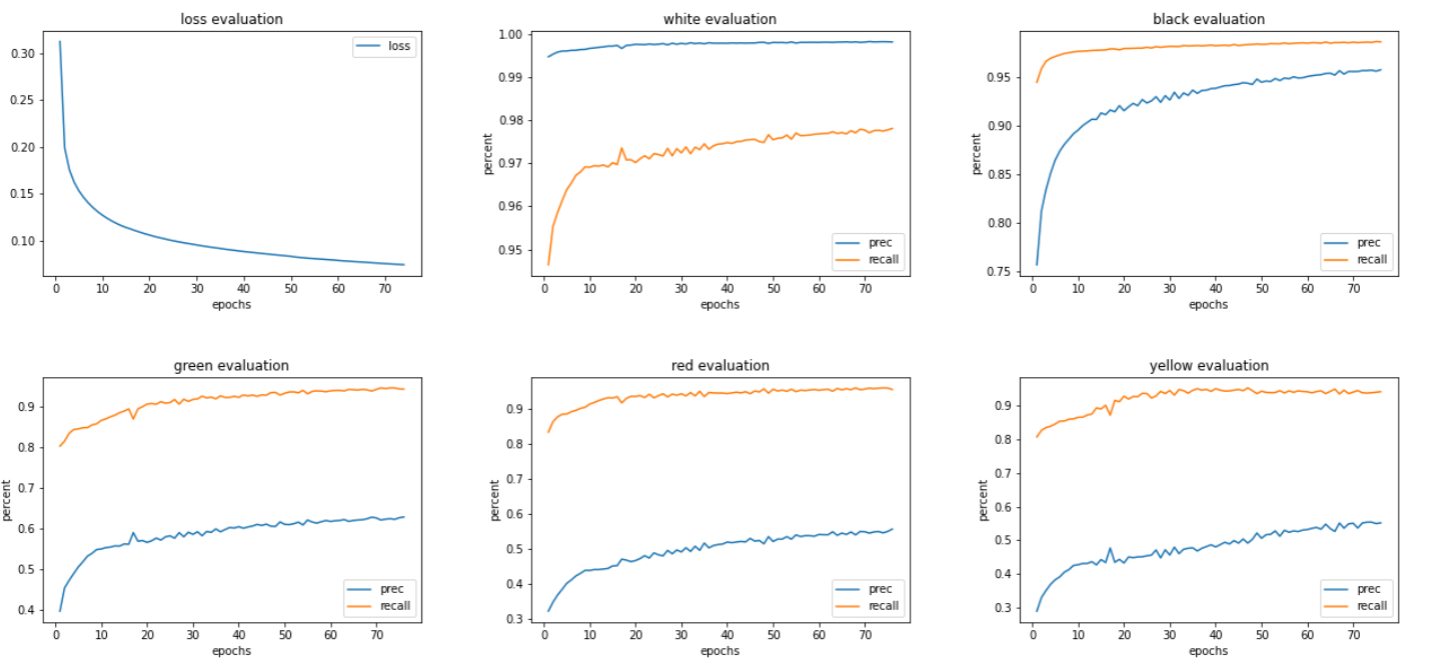 loss evaluation
loss
0.30
0.25
0.20
0.15
0.10
0 10 20 30 40 50 60 70
epochs
white evaluation
percent
1.00
0.99
0.98
0.97
0.96
0.95
prec
recall
0 10 20 30 40 50 60 70
epochs
black evaluation
percent
0.95
0.90
0.85
0.80
0.75
prec
recall
0 10 20 30 40 50 60 70
epochs
green evaluation
percent
0.9
0.8
0.7
0.6
0.5
0.4
prec
recall
0 10 20 30 40 50 60 70
epochs
red evaluation
percent
0.9
0.8
0.7
0.6
0.5
0.4
0.3
prec
recall
0 10 20 30 40 50 60 70
epochs
yellow evaluation
percent
0.9
0.8
0.7
0.6
0.5
0.4
0.3
prec
recall
0 10 20 30 40 50 60 70
epochs